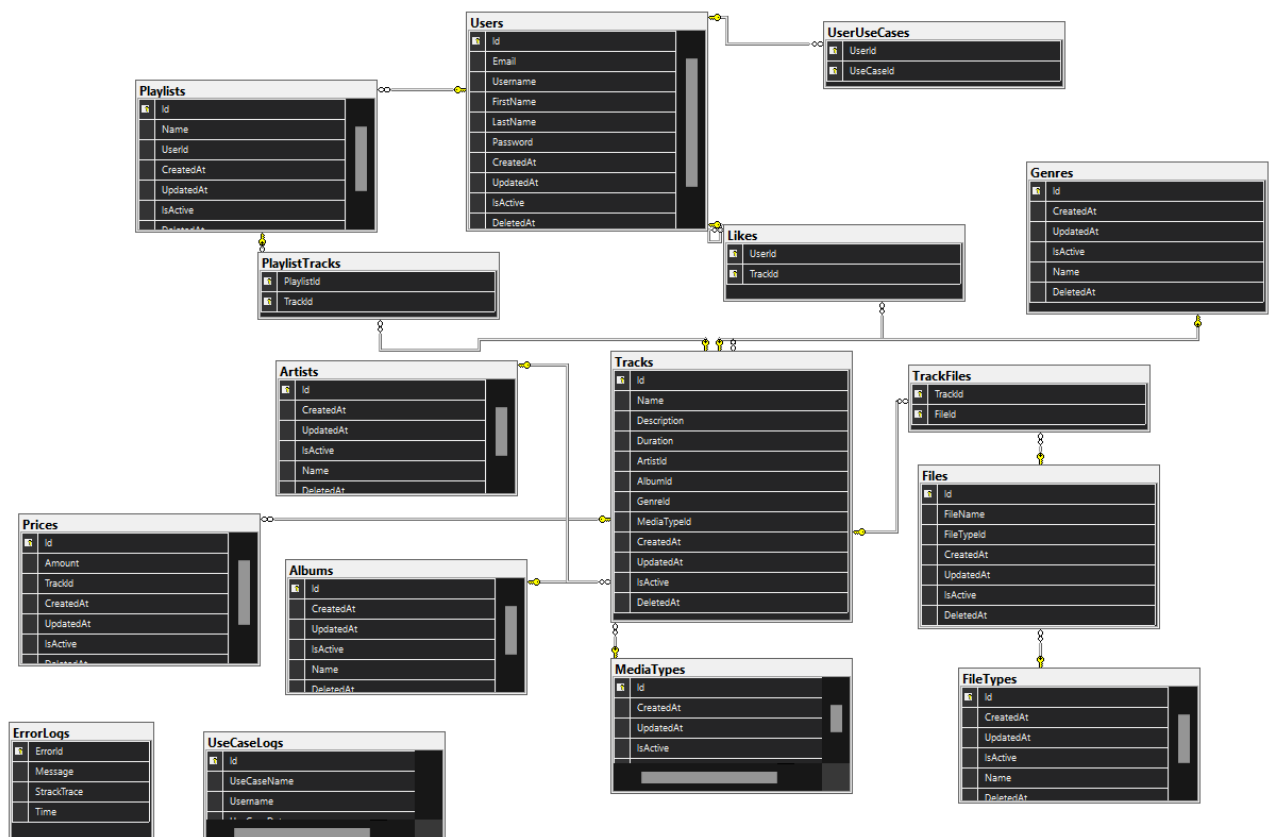 Users
Id
Email
Username
FirstName
LastName
Password
CreatedAt
UpdatedAt
IsActive
DeletedAt
UserUseCases
UserId
UseCaseId
Playlists
Id
Name
UserId
CreatedAt
UpdatedAt
IsActive
DeletedAt
Genres
Id
CreatedAt
UpdatedAt
IsActive
Name
DeletedAt
Likes
UserId
TrackId
PlaylistTracks
PlaylistId
TrackId
Artists
Id
CreatedAt
UpdatedAt
IsActive
Name
DeletedAt
Tracks
Id
Name
Description
Duration
ArtistId
AlbumId
GenreId
MediaTypeId
CreatedAt
UpdatedAt
IsActive
DeletedAt
TrackFiles
TrackId
FileId
Files
Id
FileName
FileTypeId
CreatedAt
UpdatedAt
IsActive
DeletedAt
Prices
Id
Amount
TrackId
CreatedAt
UpdatedAt
IsActive
DeletedAt
Albums
Id
CreatedAt
UpdatedAt
IsActive
Name
DeletedAt
MediaTypes
Id
CreatedAt
UpdatedAt
IsActive
FileTypes
Id
CreatedAt
UpdatedAt
IsActive
Name
DeletedAt
ErrorLogs
ErrorId
Message
StrackTrace
Time
UseCaseLogs
Id
UseCaseName
Username